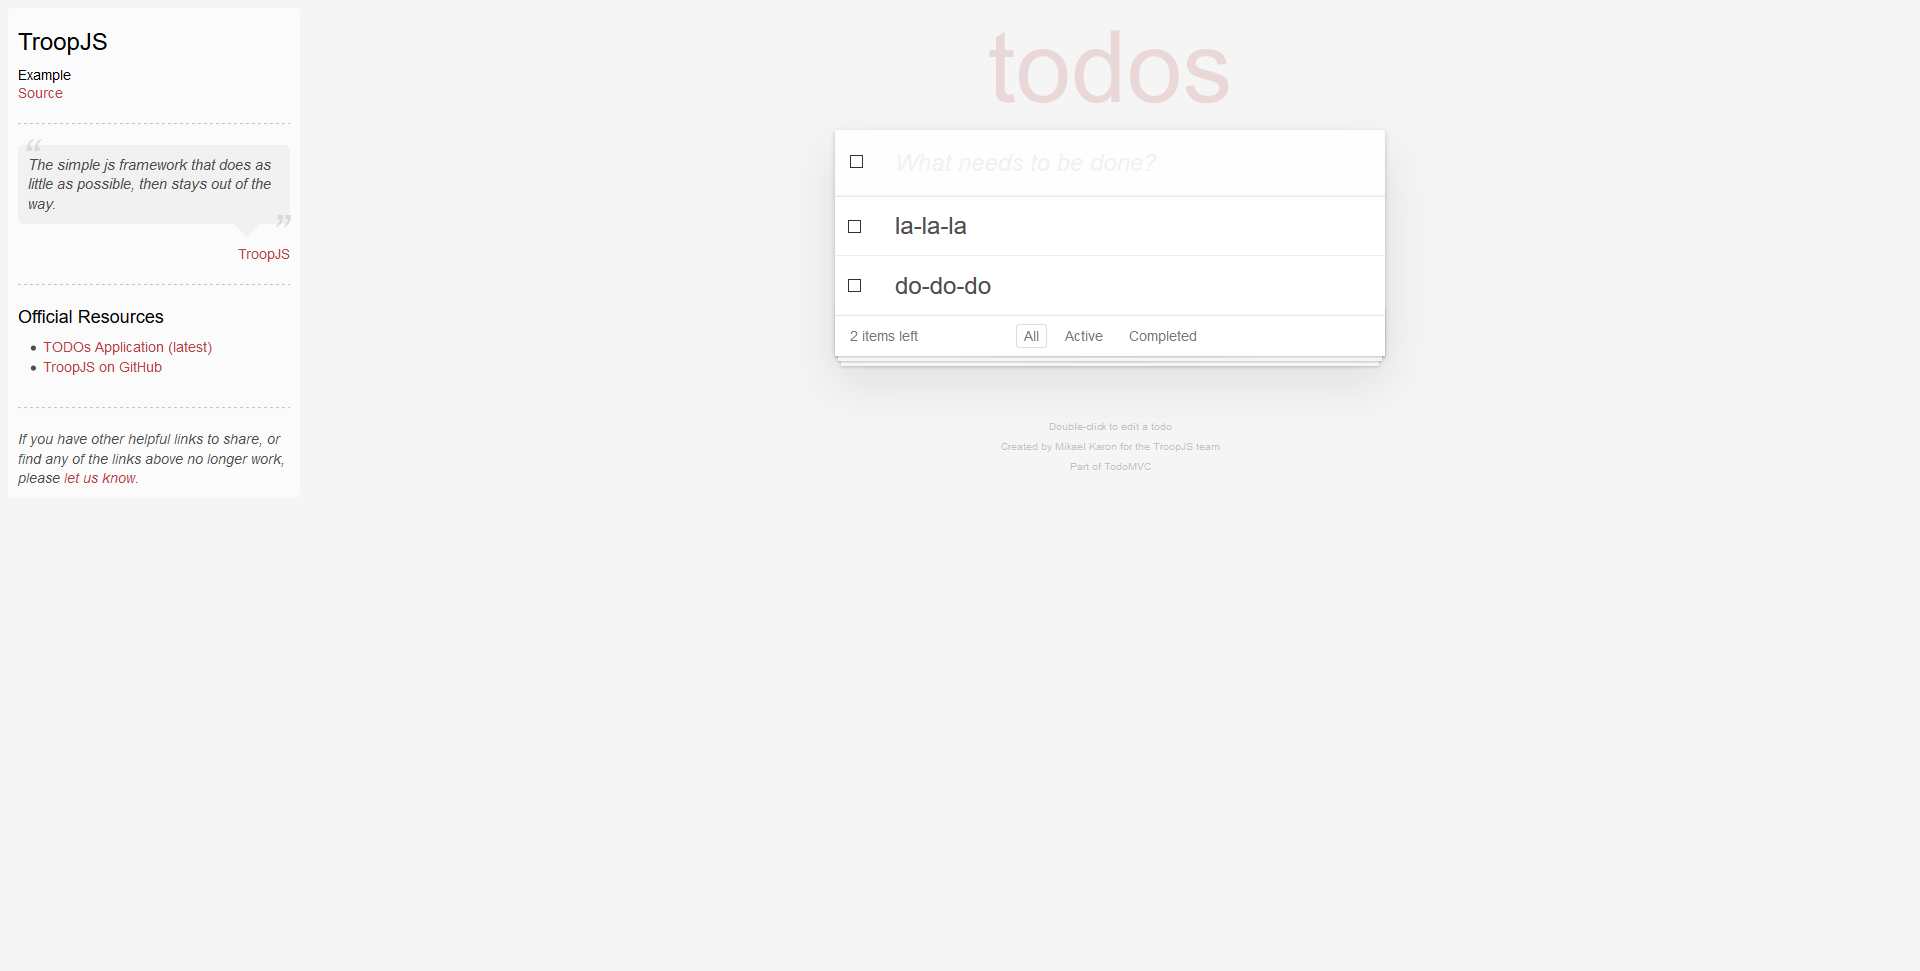 TroopJS
Example
Source
“
The simple js framework that does as
little as possible, then stays out of the
way.
”
TroopJS
Official Resources
TODOs Application (latest)
TroopJS on GitHub
If you have other helpful links to share, or
find any of the links above no longer work,
please let us know.
todos
What needs to be done?
la-la-la
do-do-do
2 items left All Active Completed
Double-click to edit a todo
Created by Mikael Karon for the TroopJS team
Part of TodoMVC